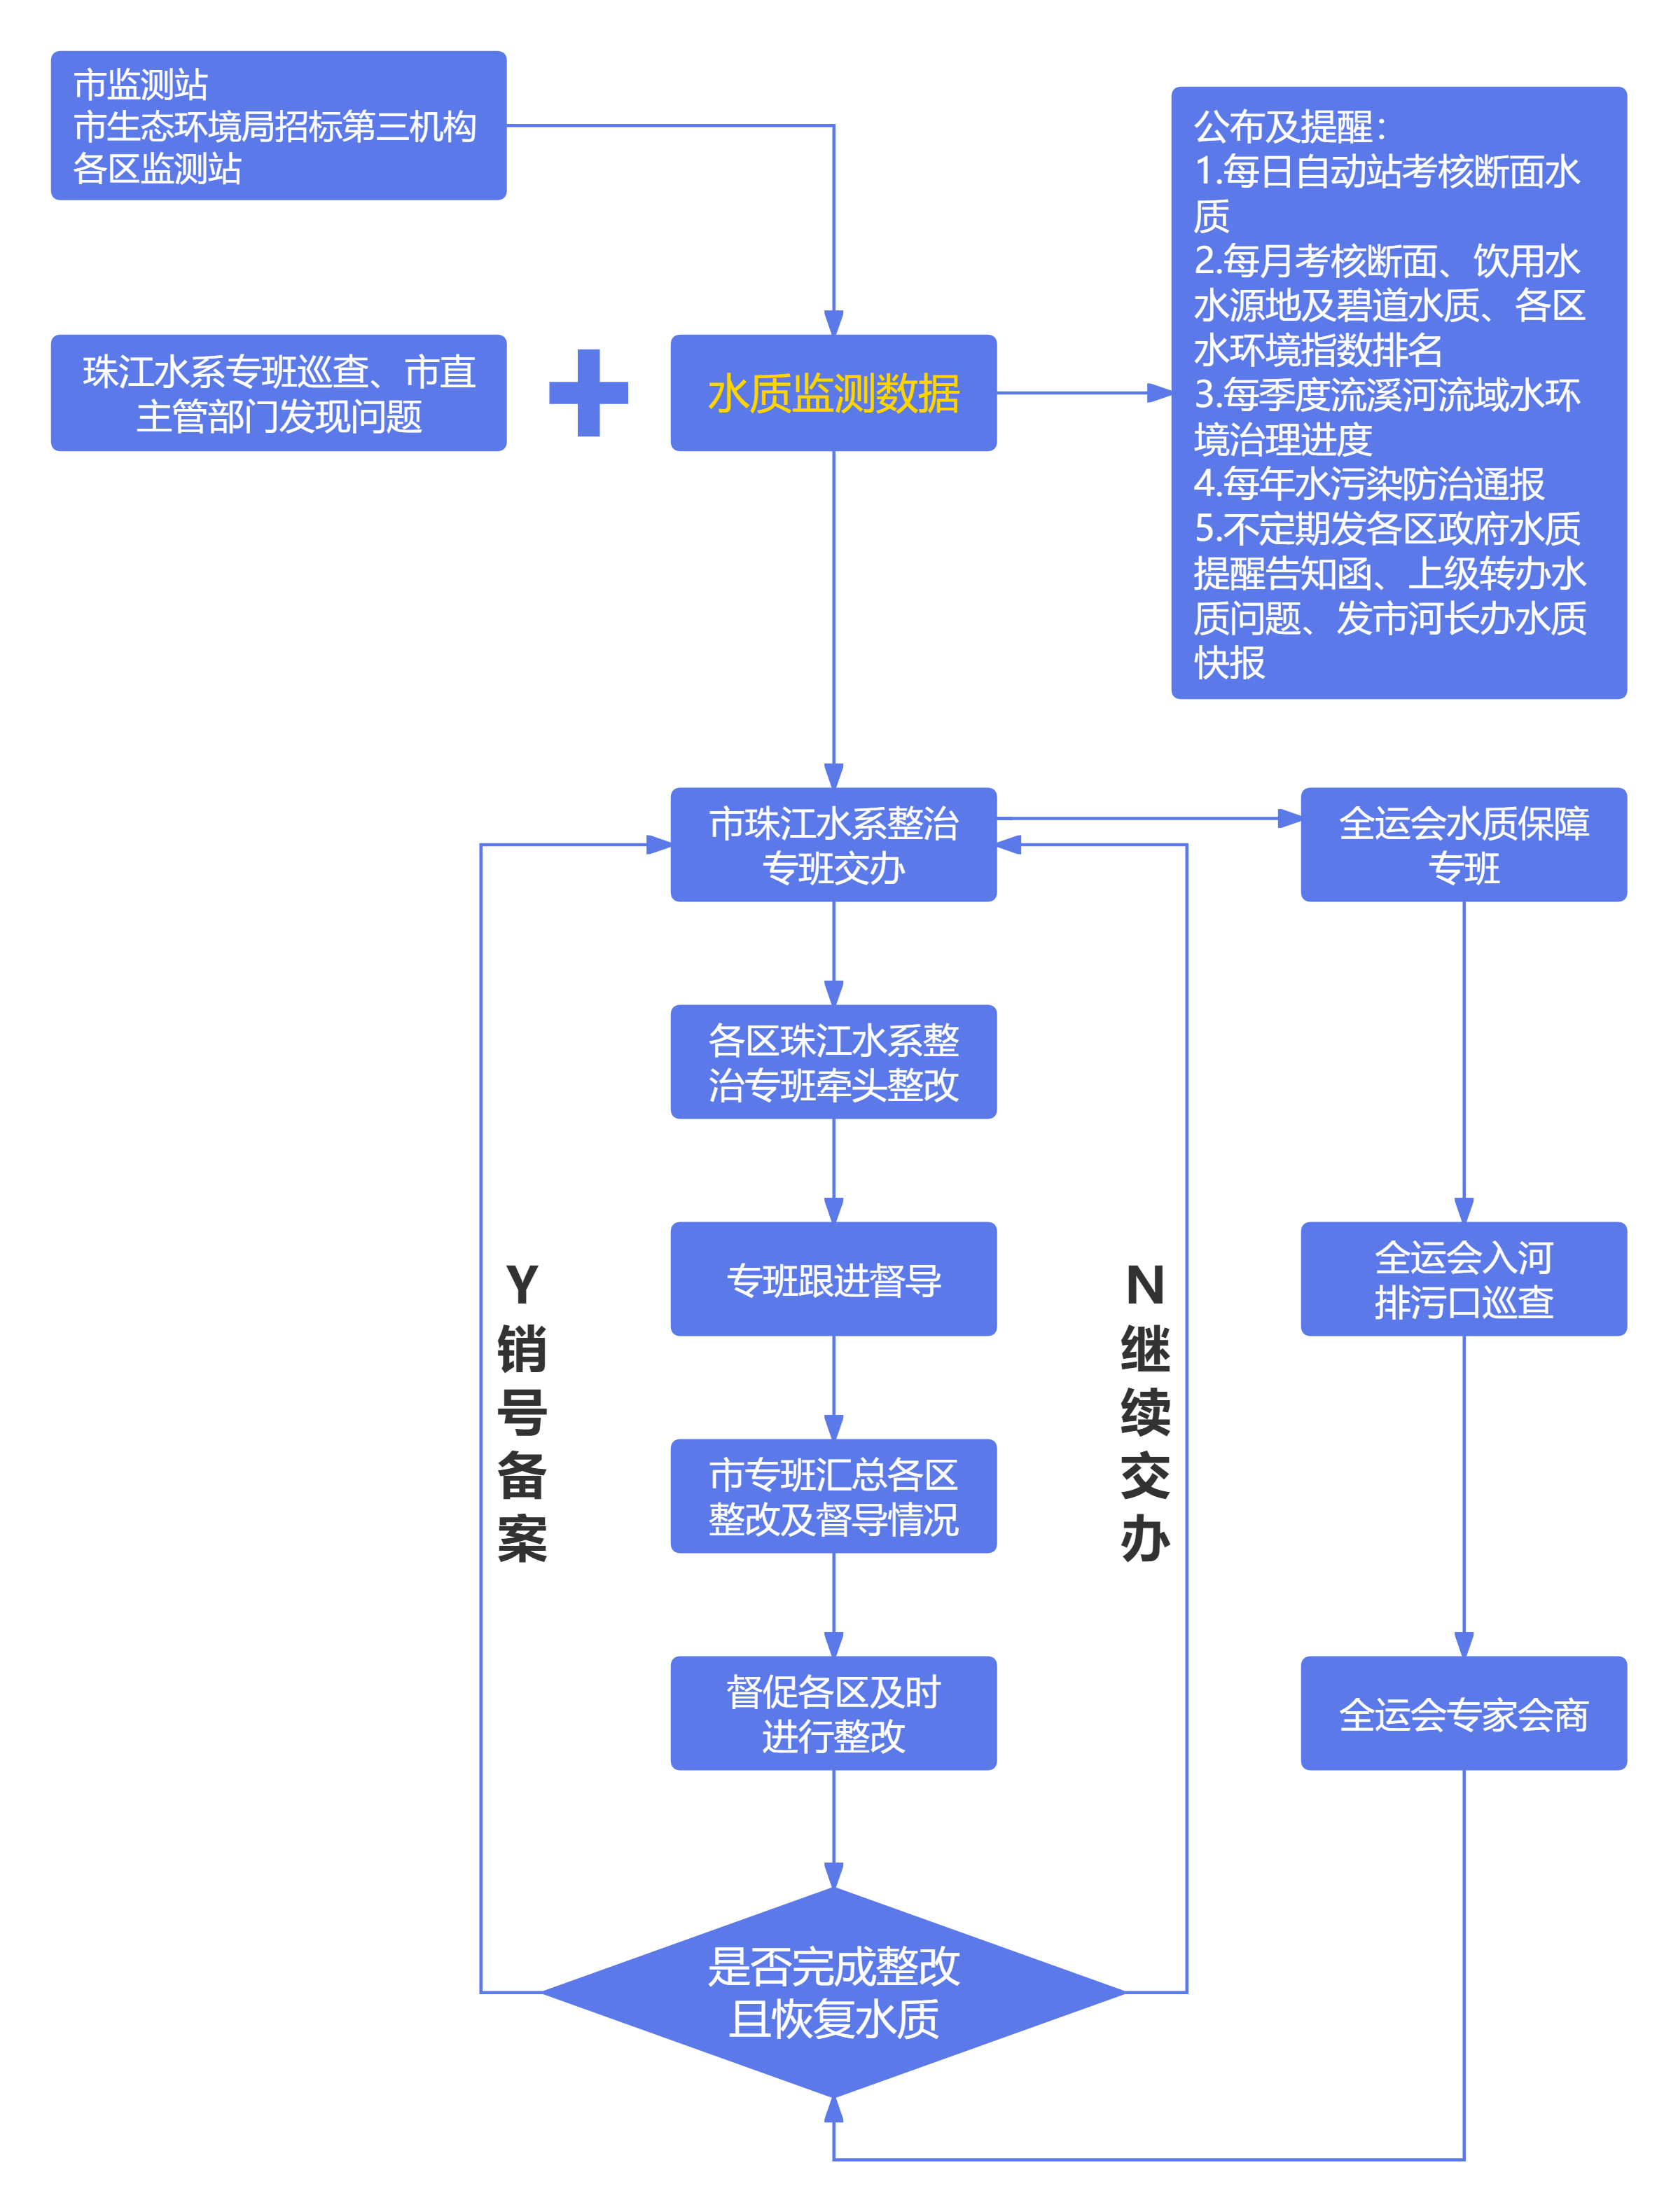 市监测站
市生态环境局招标第三机构
各区监测站
公布及提醒：
1.每日自动站考核断面水
质
2.每月考核断面、饮用水
水源地及碧道水质、各区
水环境指数排名
3.每季度流溪河流域水环
境治理进度
4.每年水污染防治通报
5.不定期发各区政府水质
提醒告知函、上级转办水
质问题、发市河长办水质
快报
珠江水系专班巡查、市直
主管部门发现问题
水质监测数据
市珠江水系整治
专班交办
全运会水质保障
专班
各区珠江水系整
治专班牵头整改
专班跟进督导
全运会入河
排污口巡查
Y
销
号
备
案
N
继
续
交
办
市专班汇总各区
整改及督导情况
督促各区及时
进行整改
全运会专家会商
是否完成整改
且恢复水质